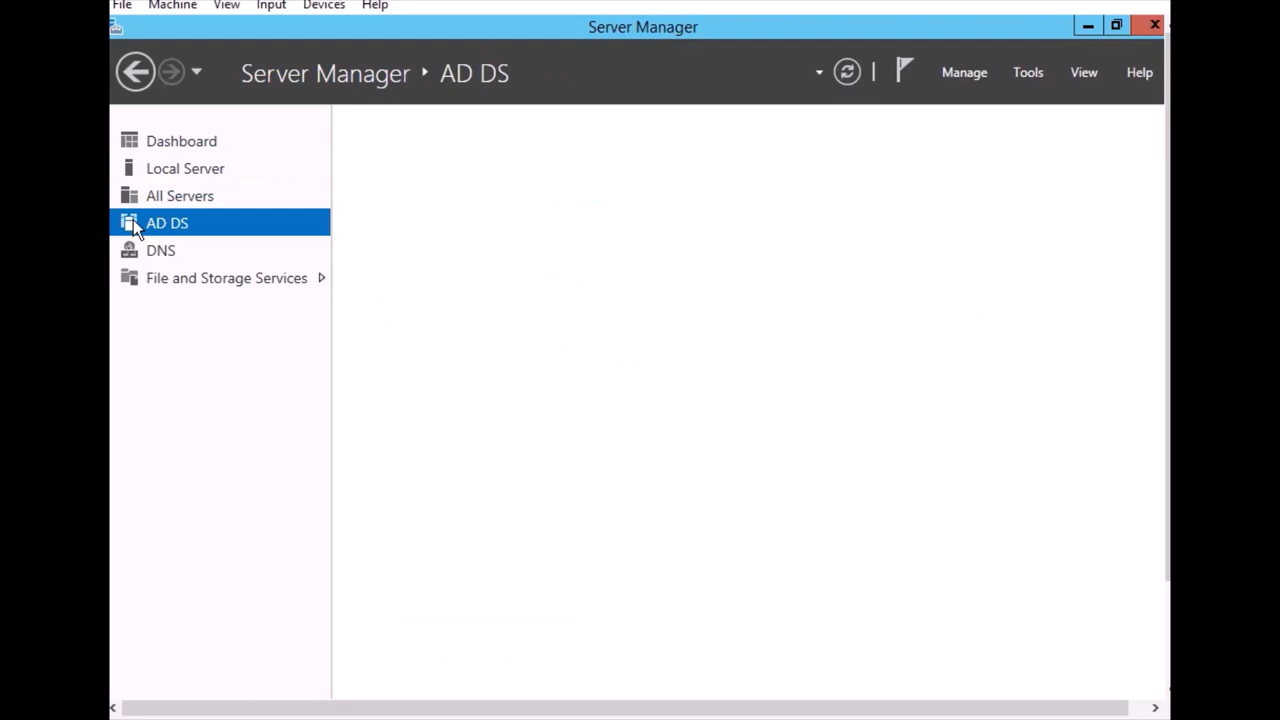 File Machine View Input Devices Help
Server Manager
Server Manager AD DS
Manage Tools View Help
Dashboard
Local Server
All Servers
AD DS
DNS
File and Storage Services